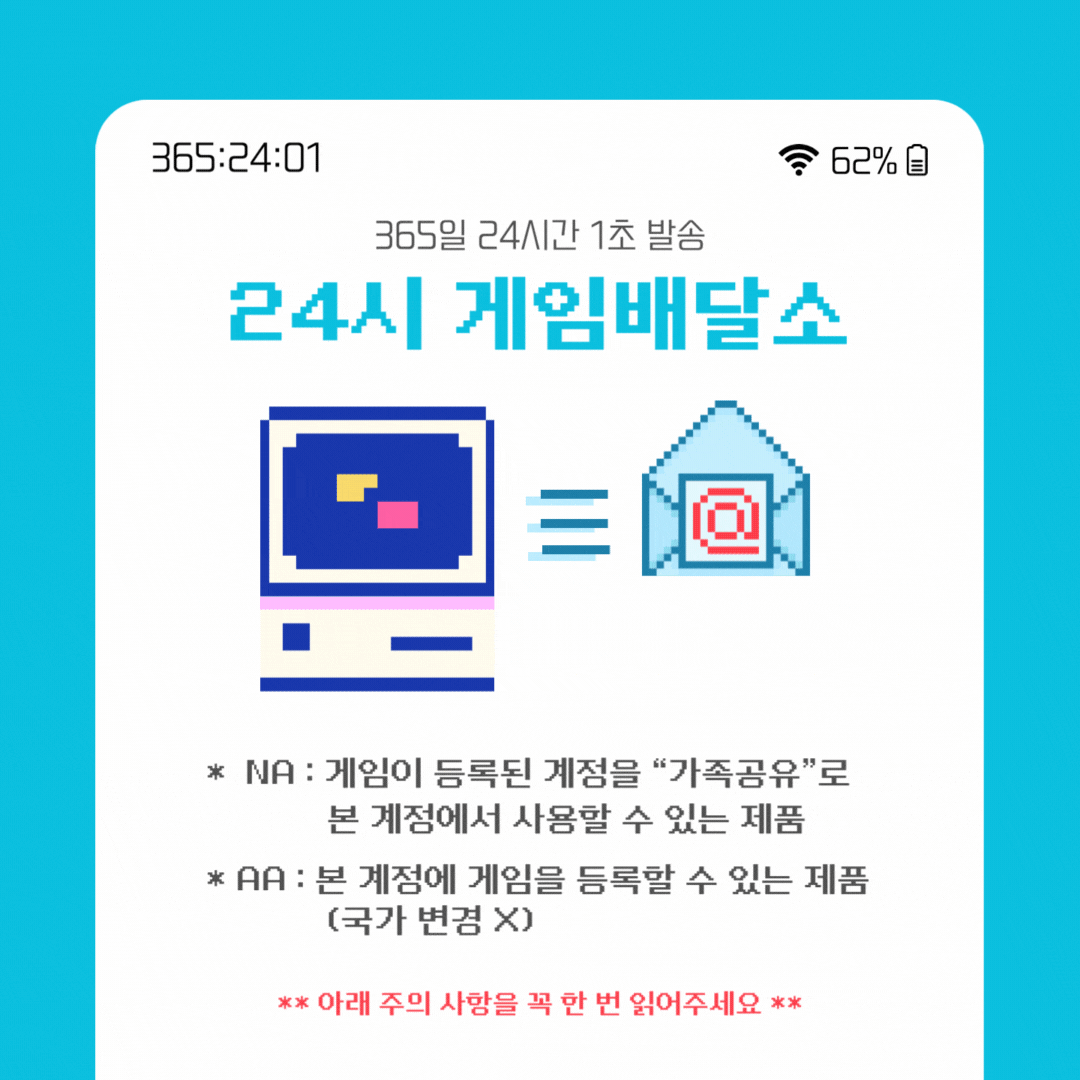 365:24:01
62%
365일 24시간 1초 발송
24시 게임배달소
@
* NA : 게임이 등록된 계정을 “가족공유”로
본 계정에서 사용할 수 있는 제품
* AA : 본 계정에 게임을 등록할 수 있는 제품
(국가 변경 X)
** 아래 주의 사항을 꼭 한 번 읽어주세요 **